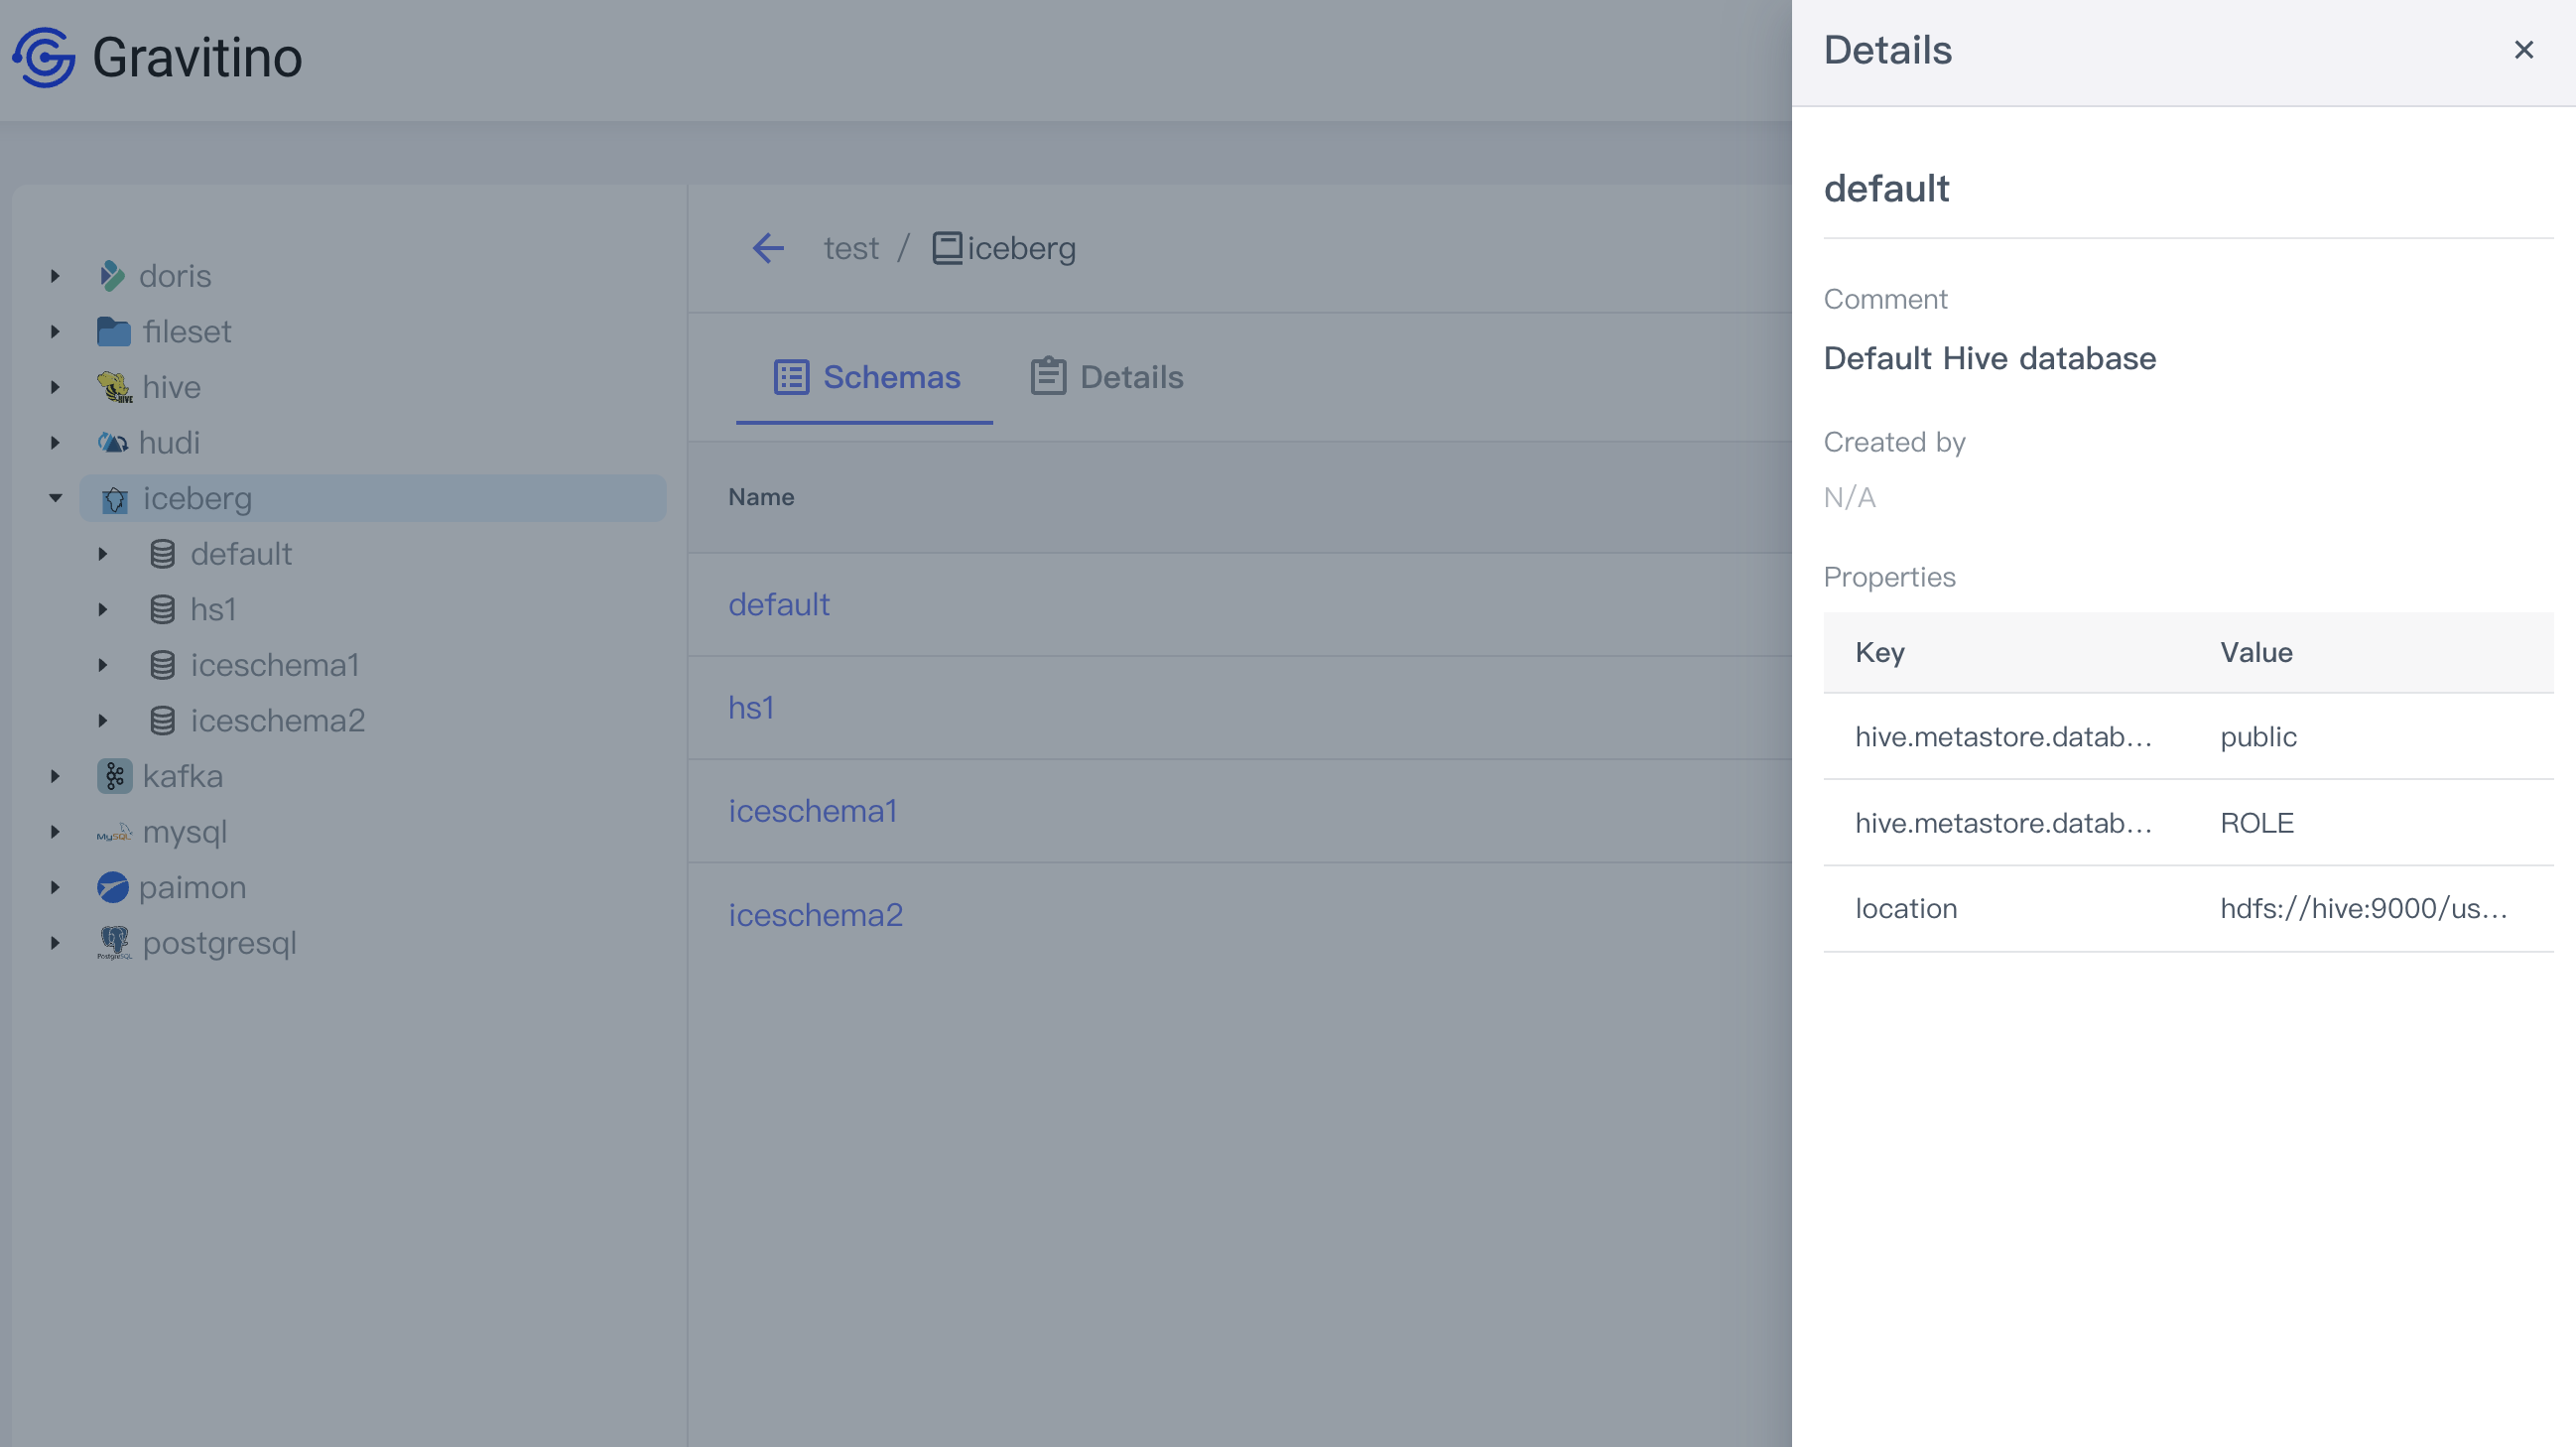 Gravitino
doris
fileset
hive
hudi
iceberg
default
hs1
iceschema1
iceschema2
kafka
mysql
paimon
postgresql
test / iceberg
Schemas Details
Name
default
hs1
iceschema1
iceschema2
Details
default
Comment
Default Hive database
Created by
N/A
Properties
Key Value
hive.metastore.datab... public
hive.metastore.datab... ROLE
location hdfs://hive:9000/us...